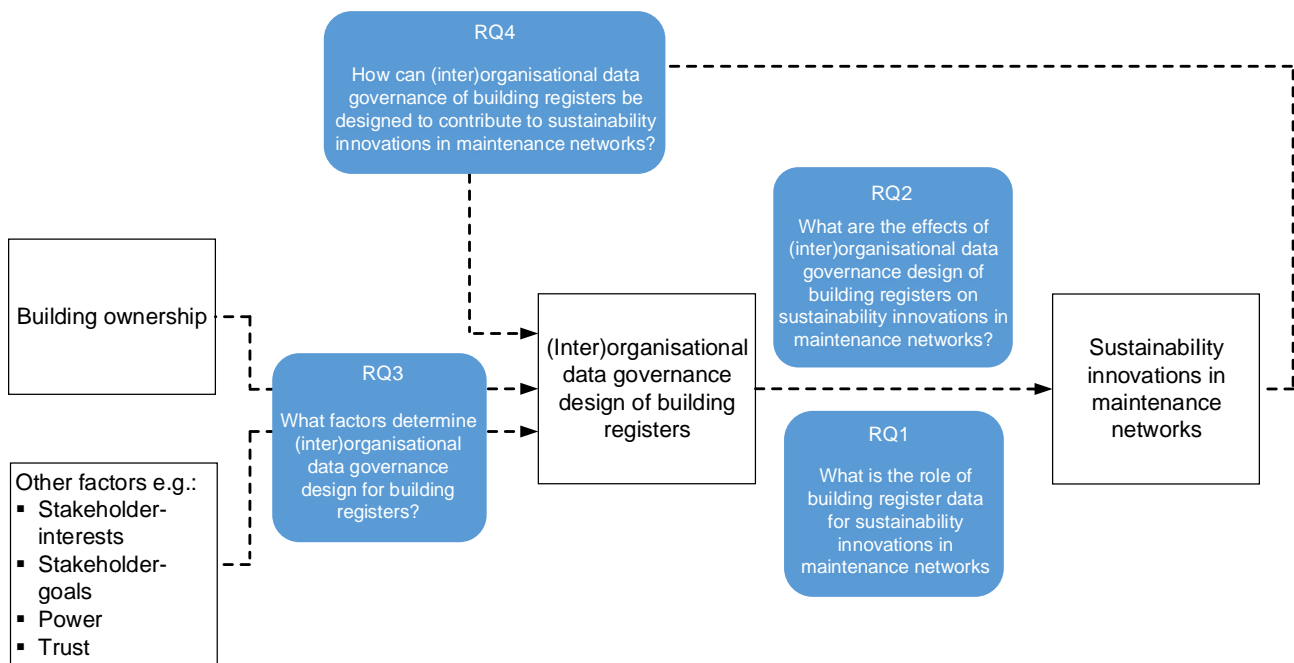 RQ4
How can (inter)organisational data
governance of building registers be
designed to contribute to sustainability
innovations in maintenance networks?
RQ2
What are the effects of
(inter)organisational data
governance design of
building registers on
sustainability innovations in
maintenance networks?
Building ownership
RQ3
What factors determine
(inter)organisational
data governance
design for building
registers?
(Inter)organisational
data governance
design of building
registers
Sustainability
innovations in
maintenance
networks
RQ1
What is the role of
building register data
for sustainability
innovations in
maintenance networks
Other factors e.g.:
▪ Stakeholder-
interests
▪ Stakeholder-
goals
▪ Power
▪ Trust